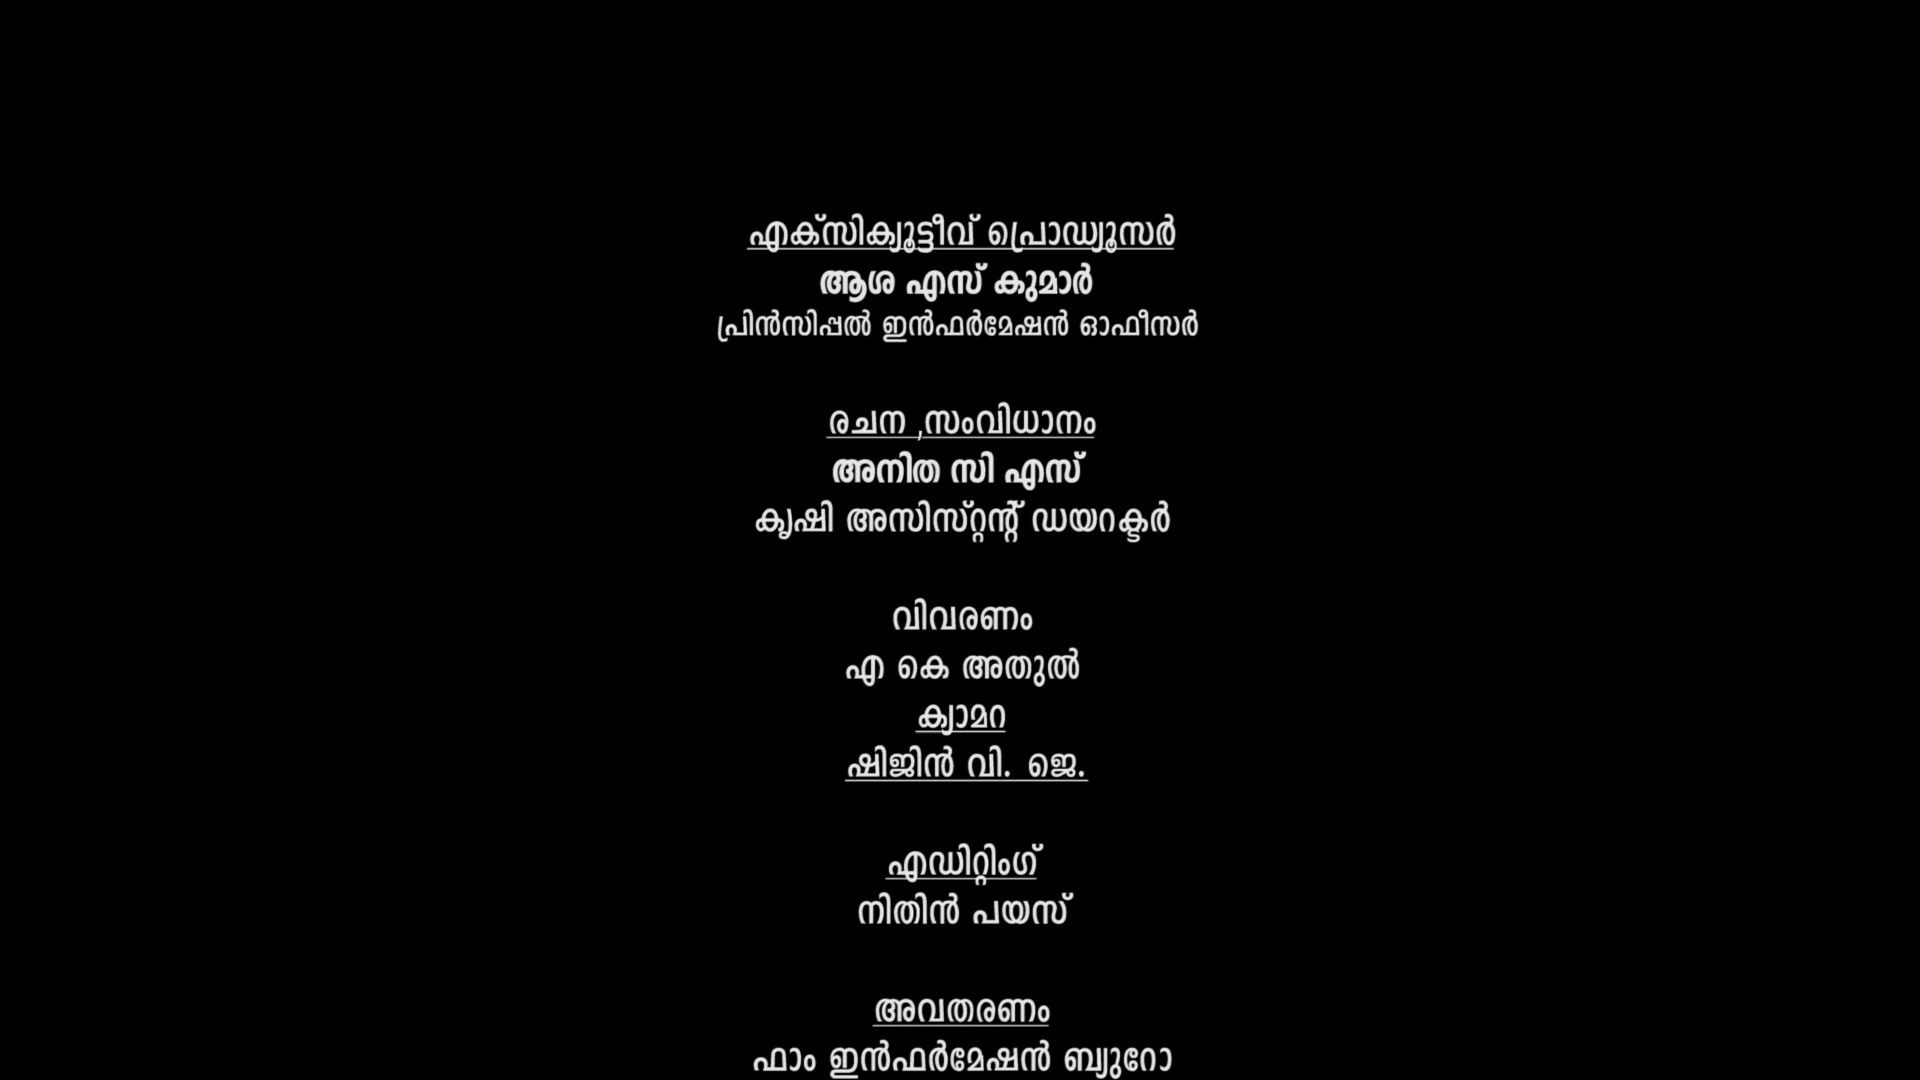 എക്സിക്യൂട്ടീവ് പ്രൊഡ്യൂസർ
ആശ എസ് കുമാർ
പ്രിൻസിപ്പൽ ഇൻഫർമേഷൻ ഓഫീസർ
രചന ,സംവിധാനം
അനിത സി എസ്
കൃഷി അസിസ്റ്റന്റ് ഡയറക്ടർ
വിവരണം
എ കെ അതുൽ
ക്യാമറ
ഷിജിൻ വി. ജെ.
എഡിറ്റിംഗ്
നിതിൻ പയസ്
അവതരണം
ഫാം ഇൻഫർമേഷൻ ബ്യുറോ